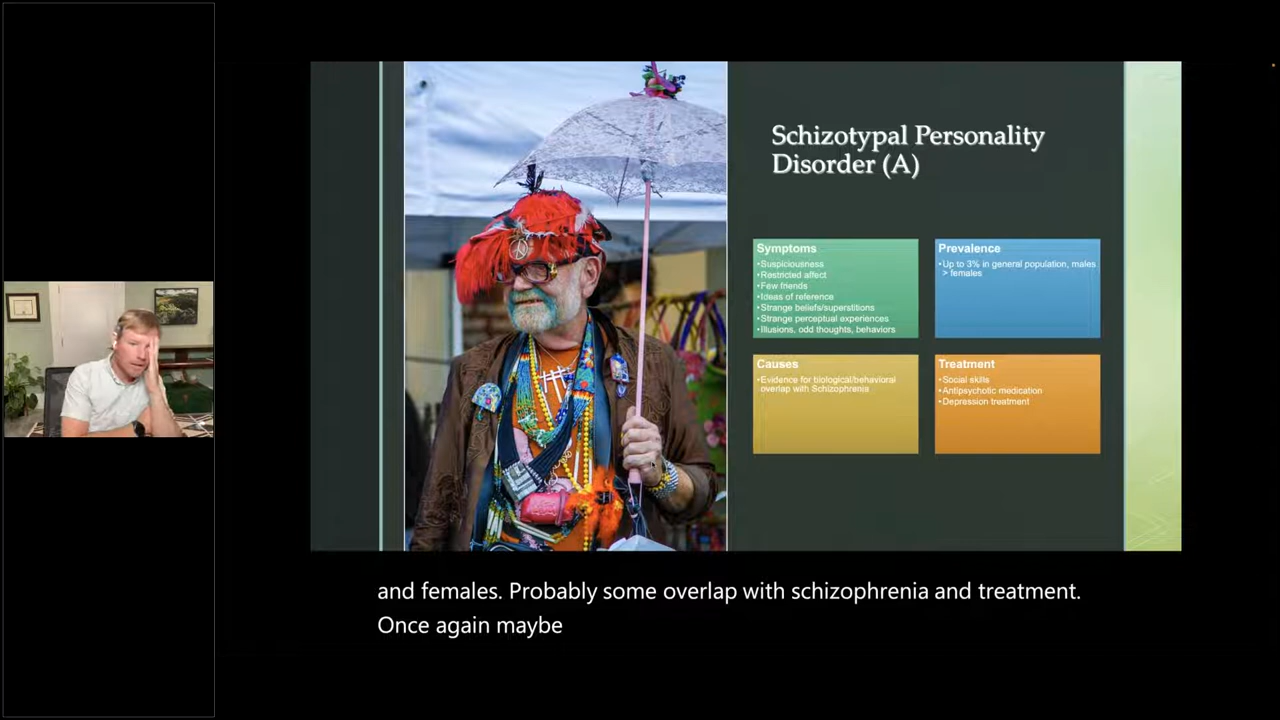 Schizotypal Personality
Disorder (A)
Symptoms
•Suspiciousness
•Restricted affect
•Few friends
•Ideas of reference
•Strange beliefs/superstitions
•Strange perceptual experiences
•Illusions, odd thoughts, behaviors
Prevalence
•Up to 3% in general population, males
> females
Causes
•Evidence for biological/behavioral
overlap with Schizophrenia
Treatment
•Social skills
•Antipsychotic medication
•Depression treatment
and females. Probably some overlap with schizophrenia and treatment.
Once again maybe